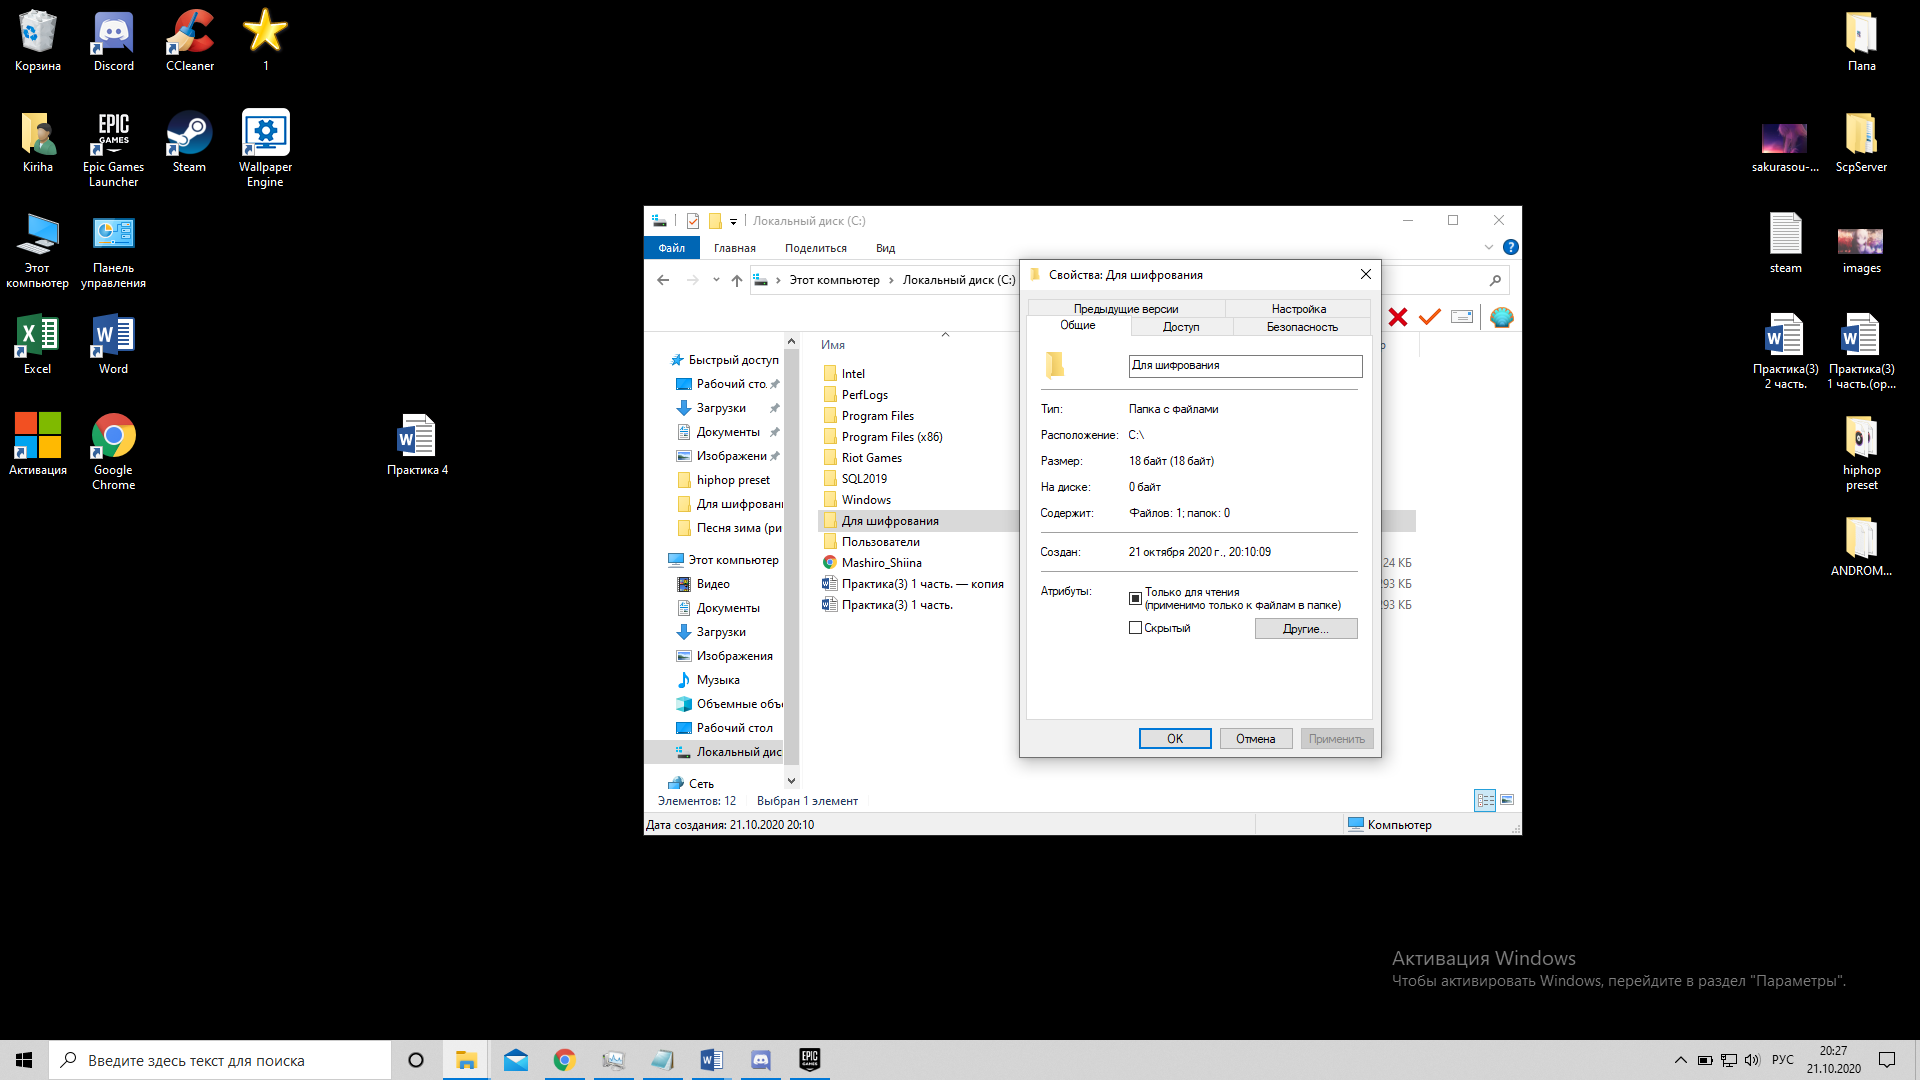 Корзина
Discord
CCleaner
1
Kiriha
Epic Games
Launcher
Steam
Wallpaper
Engine
Этот
компьютер
Панель
управления
Excel
Word
Активация
Google
Chrome
Практика 4
Папа
sakurasou-...
ScpServer
steam
images
Практика(3)
2 часть.
Практика(3)
1 часть.(ор...
hiphop
preset
ANDROM...
Локальный диск (C:)
Файл
Главная
Поделиться
Вид
Этот компьютер
Локальный диск (C:)
Имя
Быстрый доступ
Рабочий сто.
Загрузки
Документы
Изображени
hiphop preset
Для шифрован
Песня зима (ри
Этот компьютер
Видео
Документы
Загрузки
Изображения
Музыка
Объемные объ
Рабочий стол
Локальный дис
Сеть
Intel
PerfLogs
Program Files
Program Files (x86)
Riot Games
SQL2019
Windows
Для шифрования
Пользователи
Mashiro_Shiina
24 КБ
Практика(3) 1 часть. — копия
93 КБ
Практика(3) 1 часть.
93 КБ
Элементов: 12
Выбран 1 элемент
Дата создания: 21.10.2020 20:10
Компьютер
Свойства: Для шифрования
Предыдущие версии
Настройка
Общие
Доступ
Безопасность
Для шифрования
Тип:
Папка с файлами
Расположение:
C:\
Размер:
18 байт (18 байт)
На диске:
0 байт
Содержит:
Файлов: 1; папок: 0
Создан:
21 октября 2020 г., 20:10:09
Атрибуты:
Только для чтения
(применимо только к файлам в папке)
Скрытый
Другие...
OK
Отмена
Применить
Активация Windows
Чтобы активировать Windows, перейдите в раздел "Параметры".
Введите здесь текст для поиска
EPIC
GAMES
РУС
20:27
21.10.2020